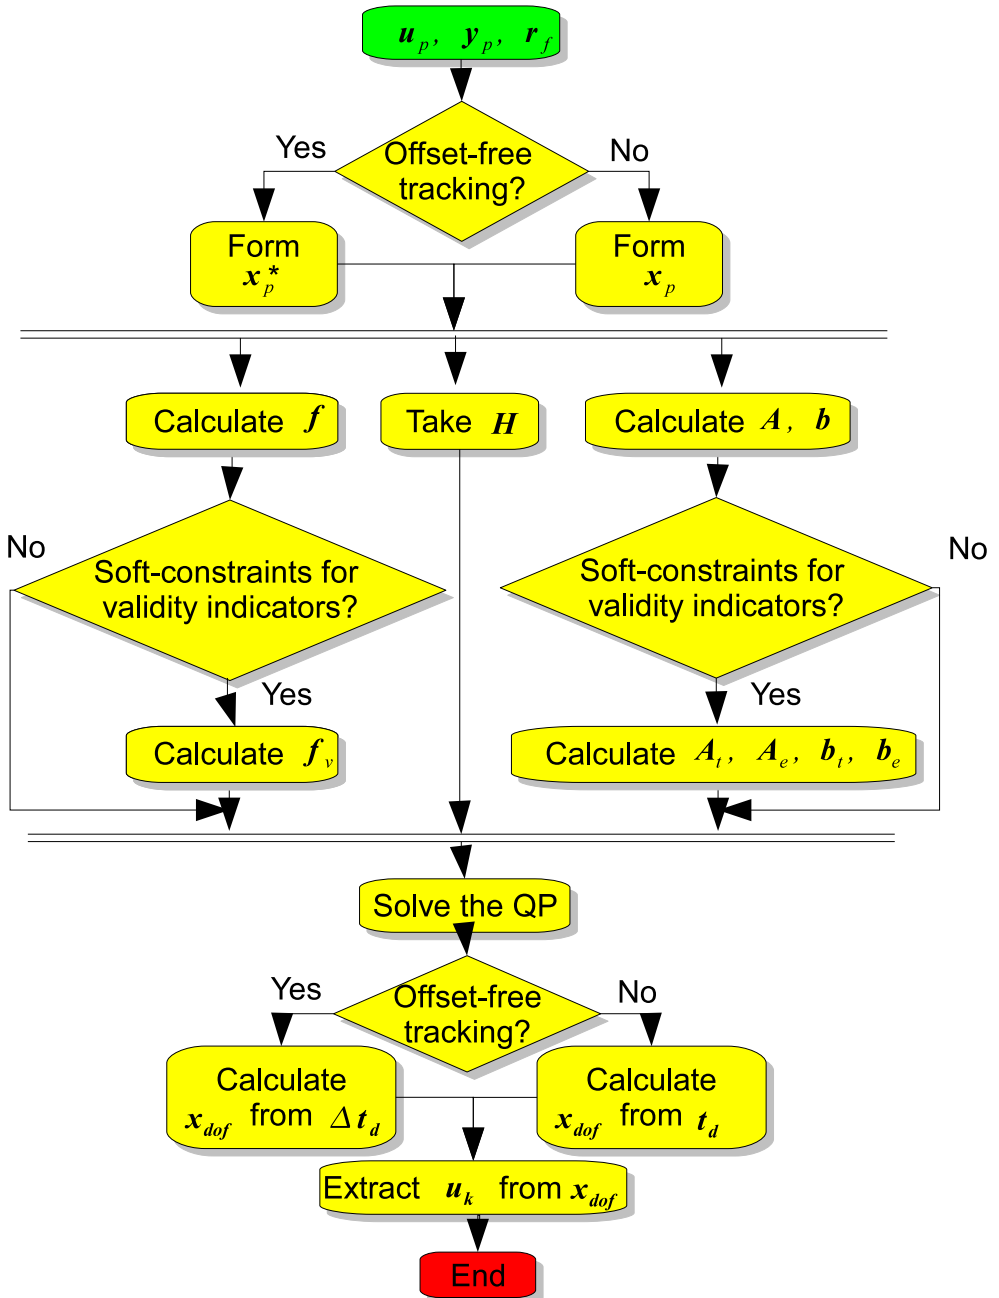 u_p, y_p, r_f
Yes
Offset-free
tracking?
No
Form
x_p*
Form
x_p
Calculate f
Take H
Calculate A, b
No
Soft-constraints for
validity indicators?
Yes
Soft-constraints for
validity indicators?
No
Yes
Calculate f_v
Calculate A_t, A_e, b_t, b_e
Solve the QP
Yes
Offset-free
tracking?
No
Calculate
x_dof from Δt_d
Calculate
x_dof from t_d
Extract u_k from x_dof
End